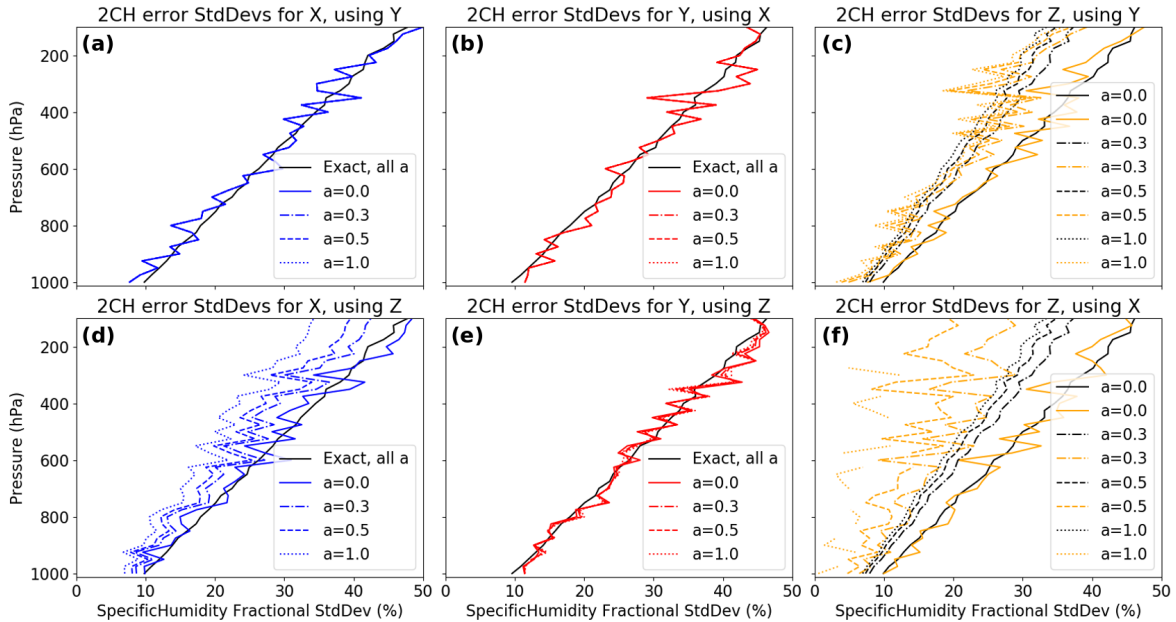 2CH error StdDevs for X, using Y
(a)
Pressure (hPa)
200
400
600
800
1000
Exact, all a
a=0.0
a=0.3
a=0.5
a=1.0
2CH error StdDevs for Y, using X
(b)
Exact, all a
a=0.0
a=0.3
a=0.5
a=1.0
2CH error StdDevs for Z, using Y
(c)
a=0.0
a=0.0
a=0.3
a=0.3
a=0.5
a=0.5
a=1.0
a=1.0
2CH error StdDevs for X, using Z
(d)
Pressure (hPa)
200
400
600
800
1000
Exact, all a
a=0.0
a=0.3
a=0.5
a=1.0
0 10 20 30 40 50
SpecificHumidity Fractional StdDev (%)
2CH error StdDevs for Y, using Z
(e)
Exact, all a
a=0.0
a=0.3
a=0.5
a=1.0
0 10 20 30 40 50
SpecificHumidity Fractional StdDev (%)
2CH error StdDevs for Z, using X
(f)
a=0.0
a=0.0
a=0.3
a=0.3
a=0.5
a=0.5
a=1.0
a=1.0
0 10 20 30 40 50
SpecificHumidity Fractional StdDev (%)